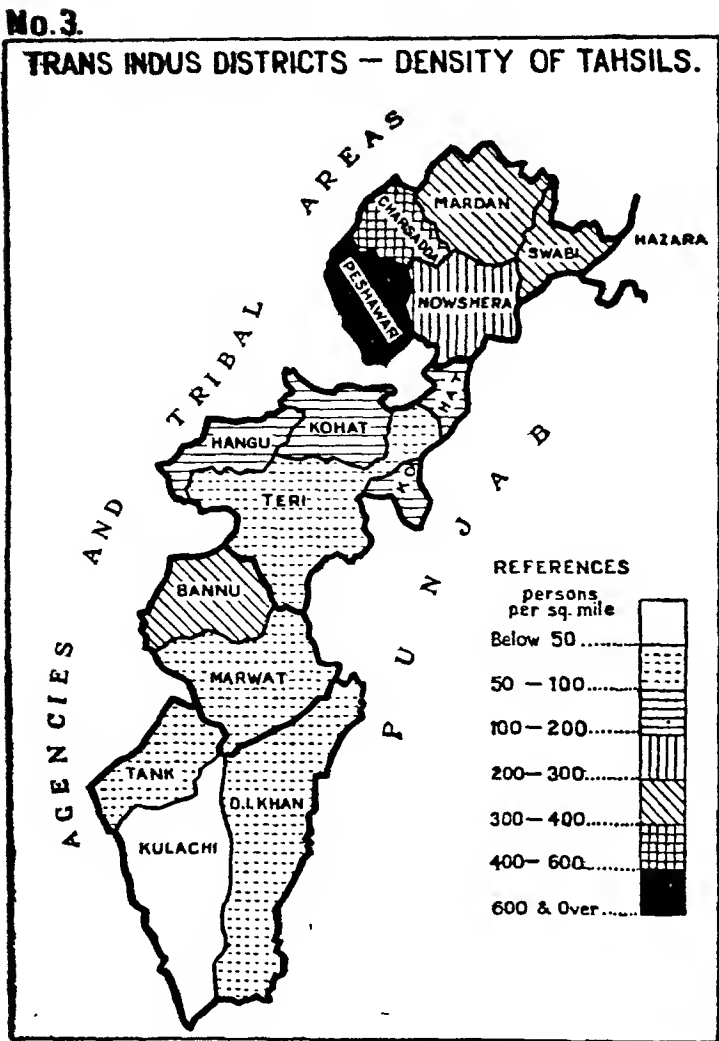 No.3.
TRANS INDUS DISTRICTS — DENSITY OF TAHSILS.
AGENCIES AND TRIBAL AREAS
MARDAN
CHARSADDA
SWABI
HAZARA
PESHAWAR
NOWSHERA
KOHAT
HANGU
KOHAT
TERI
PUNJAB
BANNU
MARWAT
TANK
D.I.KHAN
KULACHI
REFERENCES
persons
per sq. mile
Below 50
50 — 100
100 — 200
200 — 300
300 — 400
400 — 600
600 & Over